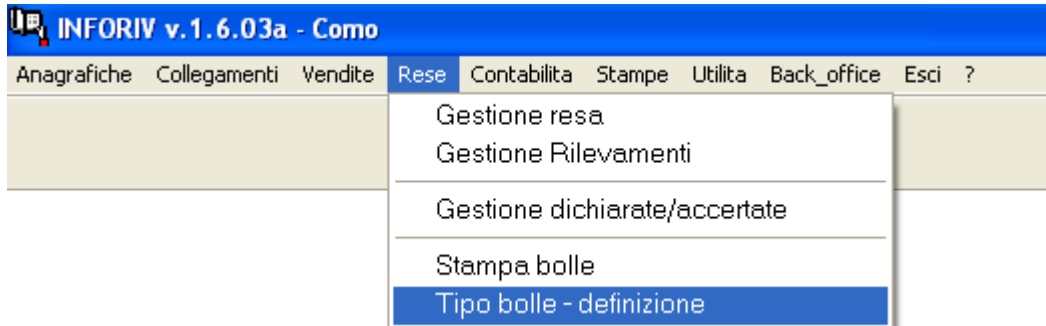 INFORIV v.1.6.03a - Como
Anagrafiche Collegamenti Vendite Rese Contabilita Stampe Utilita Back_office Esci ?
Gestione resa
Gestione Rilevamenti
Gestione dichiarate/accertate
Stampa bolle
Tipo bolle - definizione